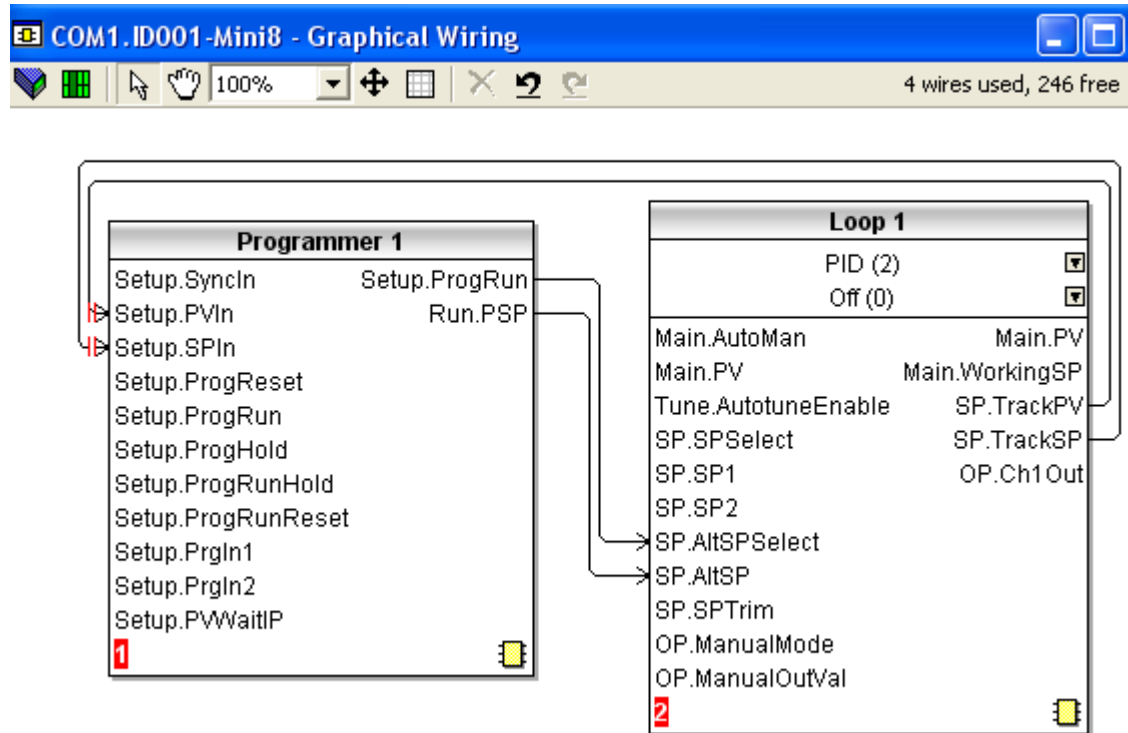 COM1.ID001-Mini8 - Graphical Wiring
100%
4 wires used, 246 free
Programmer 1
Setup.SyncIn Setup.ProgRun
Setup.PVIn Run.PSP
Setup.SPIn
Setup.ProgReset
Setup.ProgRun
Setup.ProgHold
Setup.ProgRunHold
Setup.ProgRunReset
Setup.PrgIn1
Setup.PrgIn2
Setup.PVWaitIP
1
Loop 1
PID (2)
Off (0)
Main.AutoMan Main.PV
Main.PV Main.WorkingSP
Tune.AutotuneEnable SP.TrackPV
SP.SPSelect SP.TrackSP
SP.SP1 OP.Ch1Out
SP.SP2
SP.AltSPSelect
SP.AltSP
SP.SPTrim
OP.ManualMode
OP.ManualOutVal
2